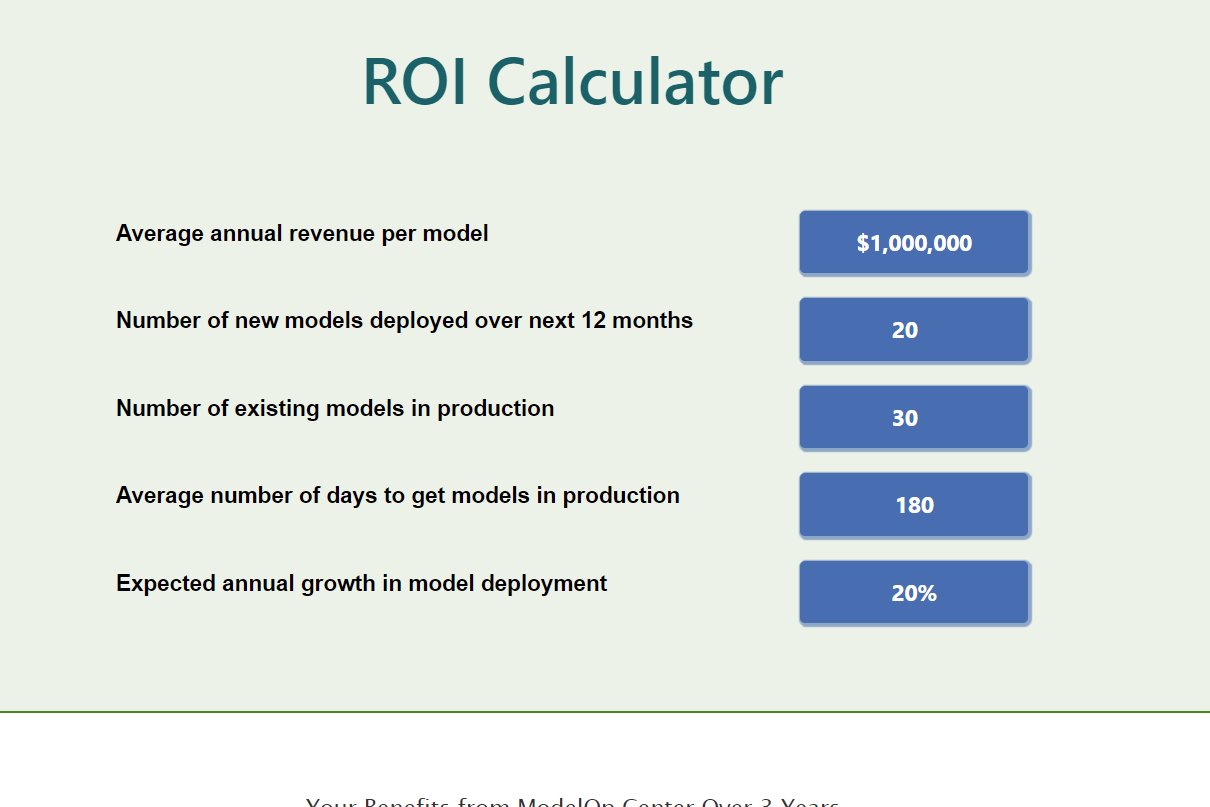 ROI Calculator
Average annual revenue per model
$1,000,000
Number of new models deployed over next 12 months
20
Number of existing models in production
30
Average number of days to get models in production
180
Expected annual growth in model deployment
20%
Your Benefits from ModelOp Center Over 3 Years